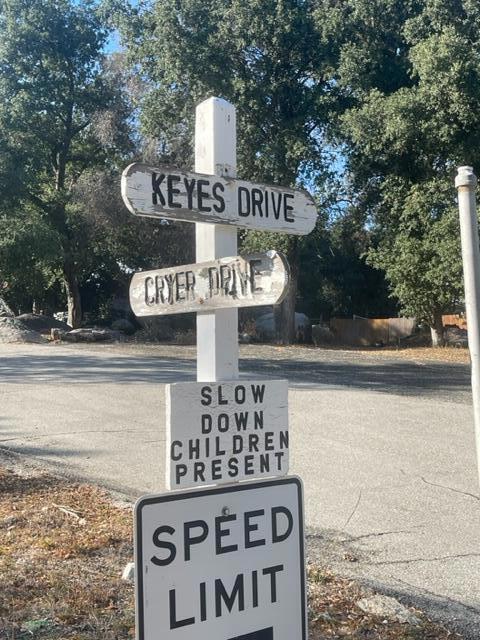 KEYES DRIVE
CRYER DRIVE
SLOW
DOWN
CHILDREN
PRESENT
SPEED
LIMIT